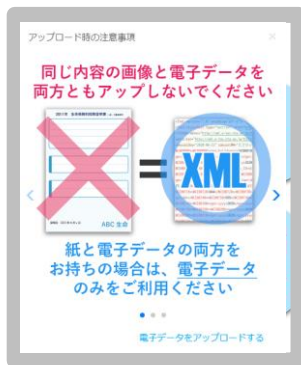 アップロード時の注意事項
×
同じ内容の画像と電子データを
両方ともアップしないでください
=
XML
ABC 生命
紙と電子データの両方を
お持ちの場合は、電子データ
のみをご利用ください
電子データをアップロードする